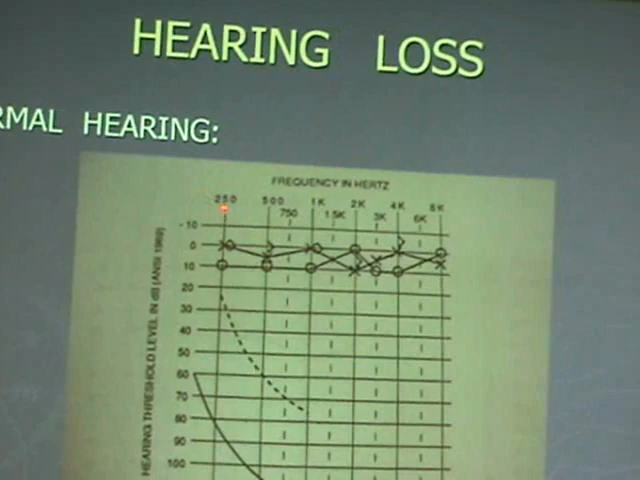 HEARING LOSS
RMAL HEARING:
FREQUENCY IN HERTZ
250 500 1K 2K 4K 8K
750 1.5K 3K 6K
HEARING THRESHOLD LEVEL IN dB (ANSI 1969)
-10
0
10
20
30
40
50
60
70
80
90
100